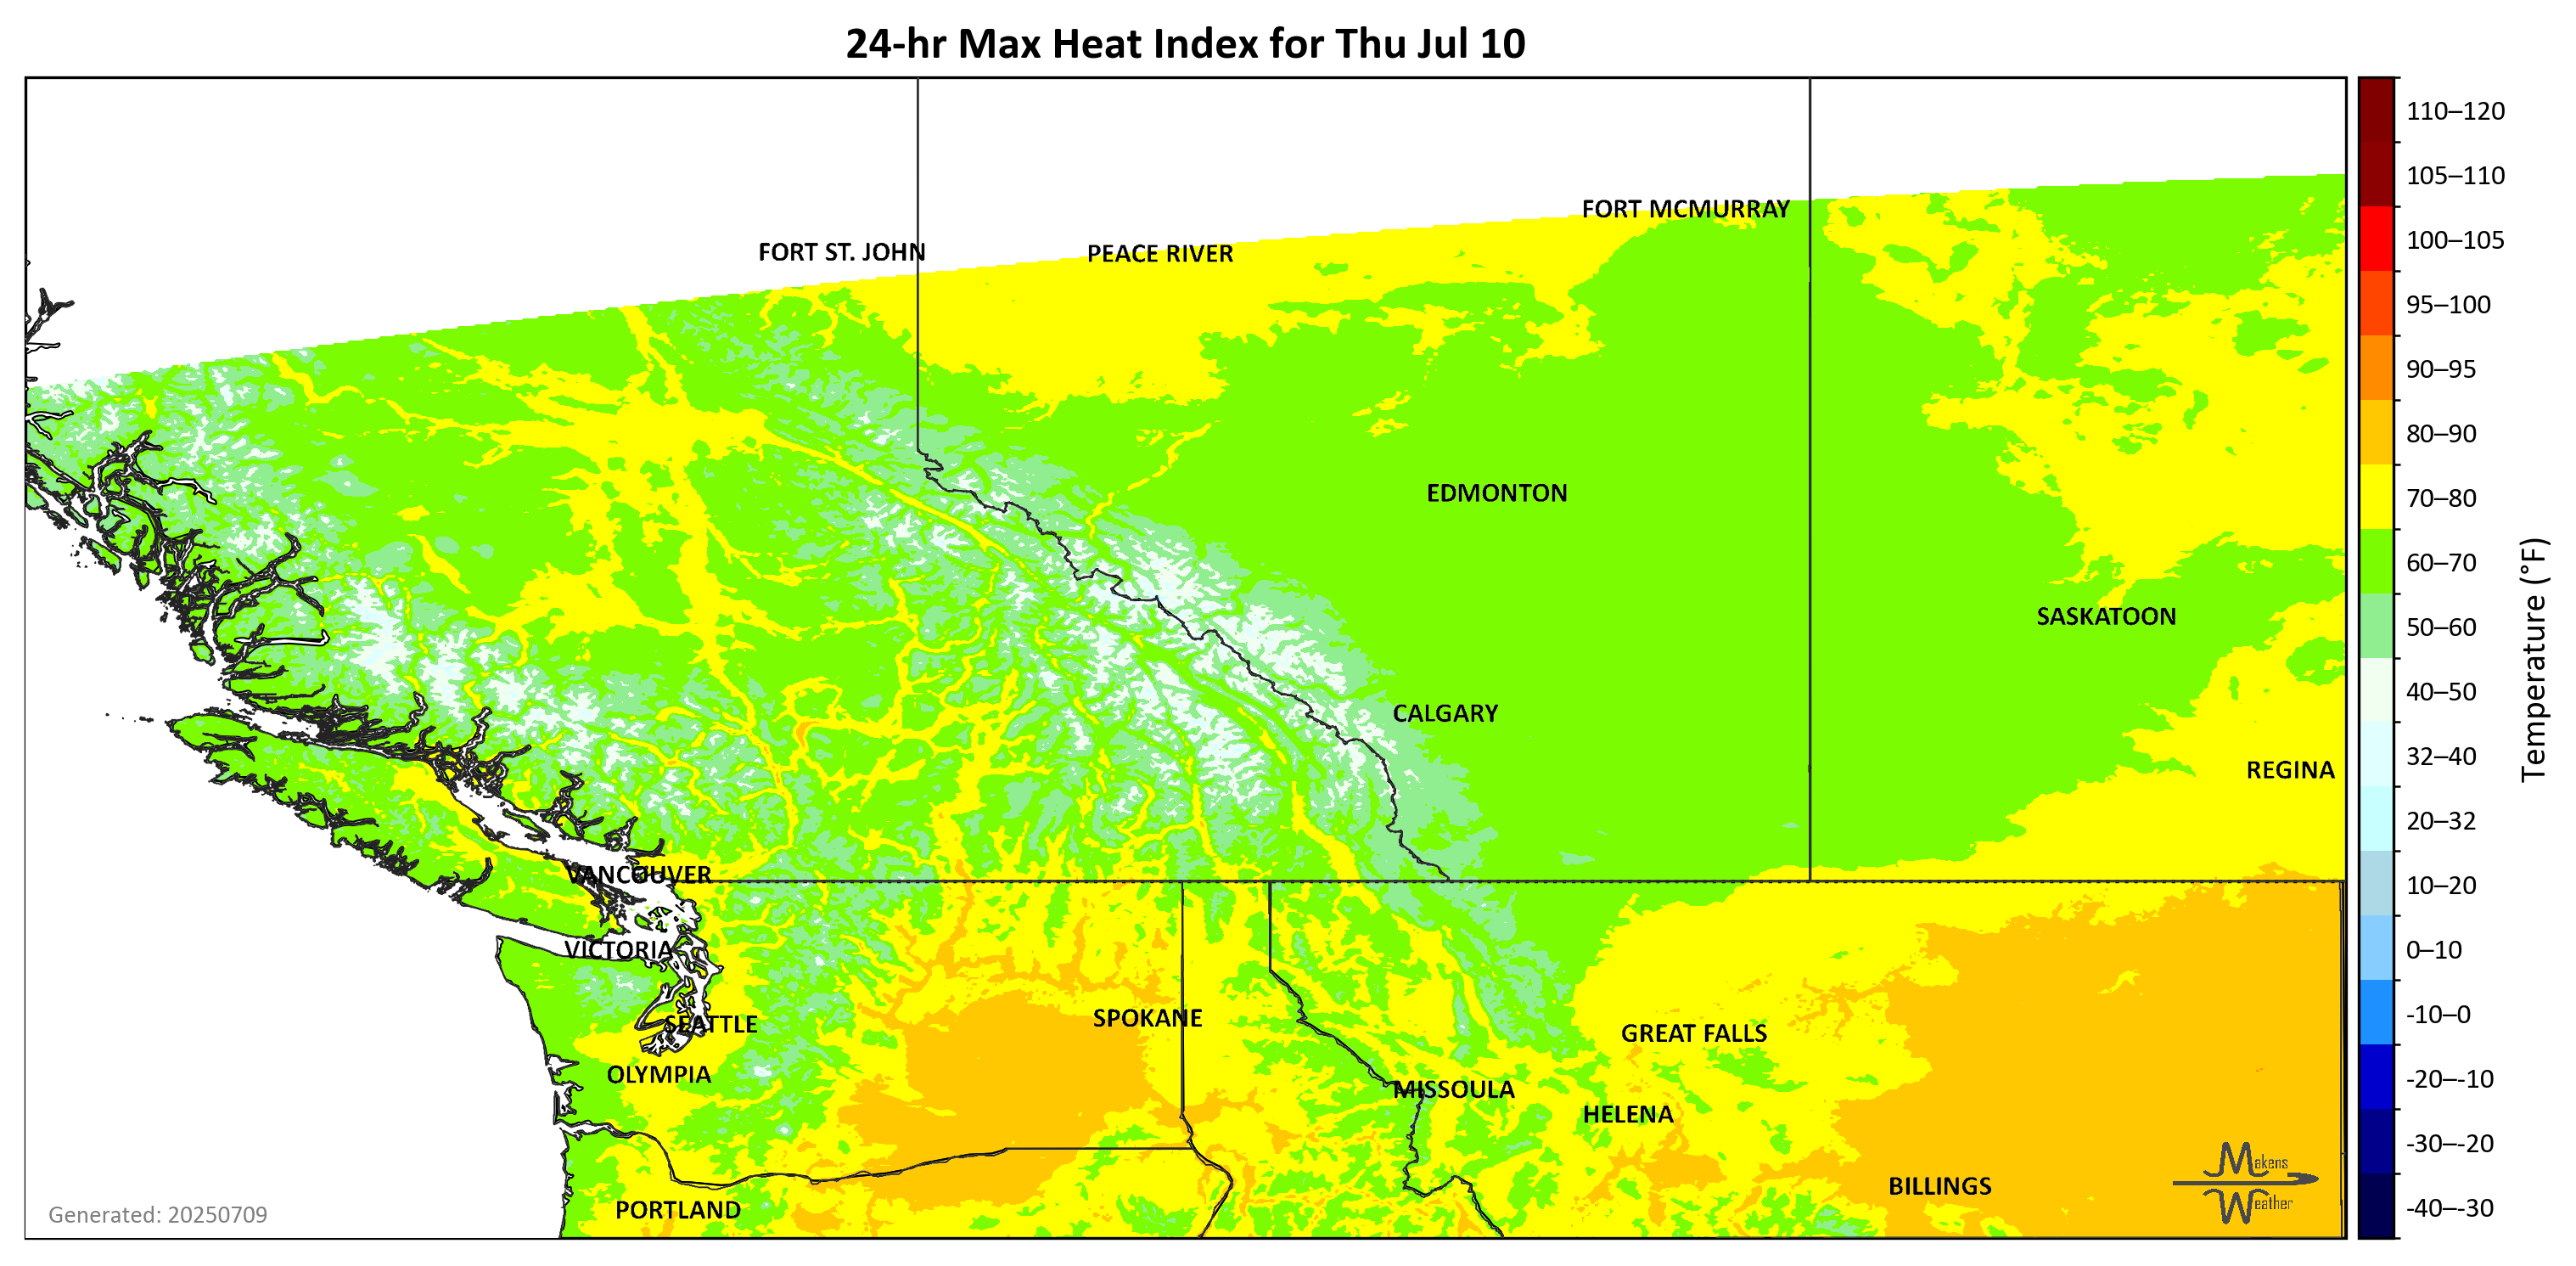 24-hr Max Heat Index for Thu Jul 10
FORT MCMURRAY
FORT ST. JOHN
PEACE RIVER
EDMONTON
SASKATOON
CALGARY
REGINA
VANCOUVER
VICTORIA
SEATTLE
SPOKANE
GREAT FALLS
OLYMPIA
MISSOULA
HELENA
BILLINGS
PORTLAND
Makens
Weather
Generated: 20250709
110–120
105–110
100–105
95–100
90–95
80–90
70–80
60–70
50–60
40–50
32–40
20–32
10–20
0–10
-10–0
-20–-10
-30–-20
-40–-30
Temperature (°F)